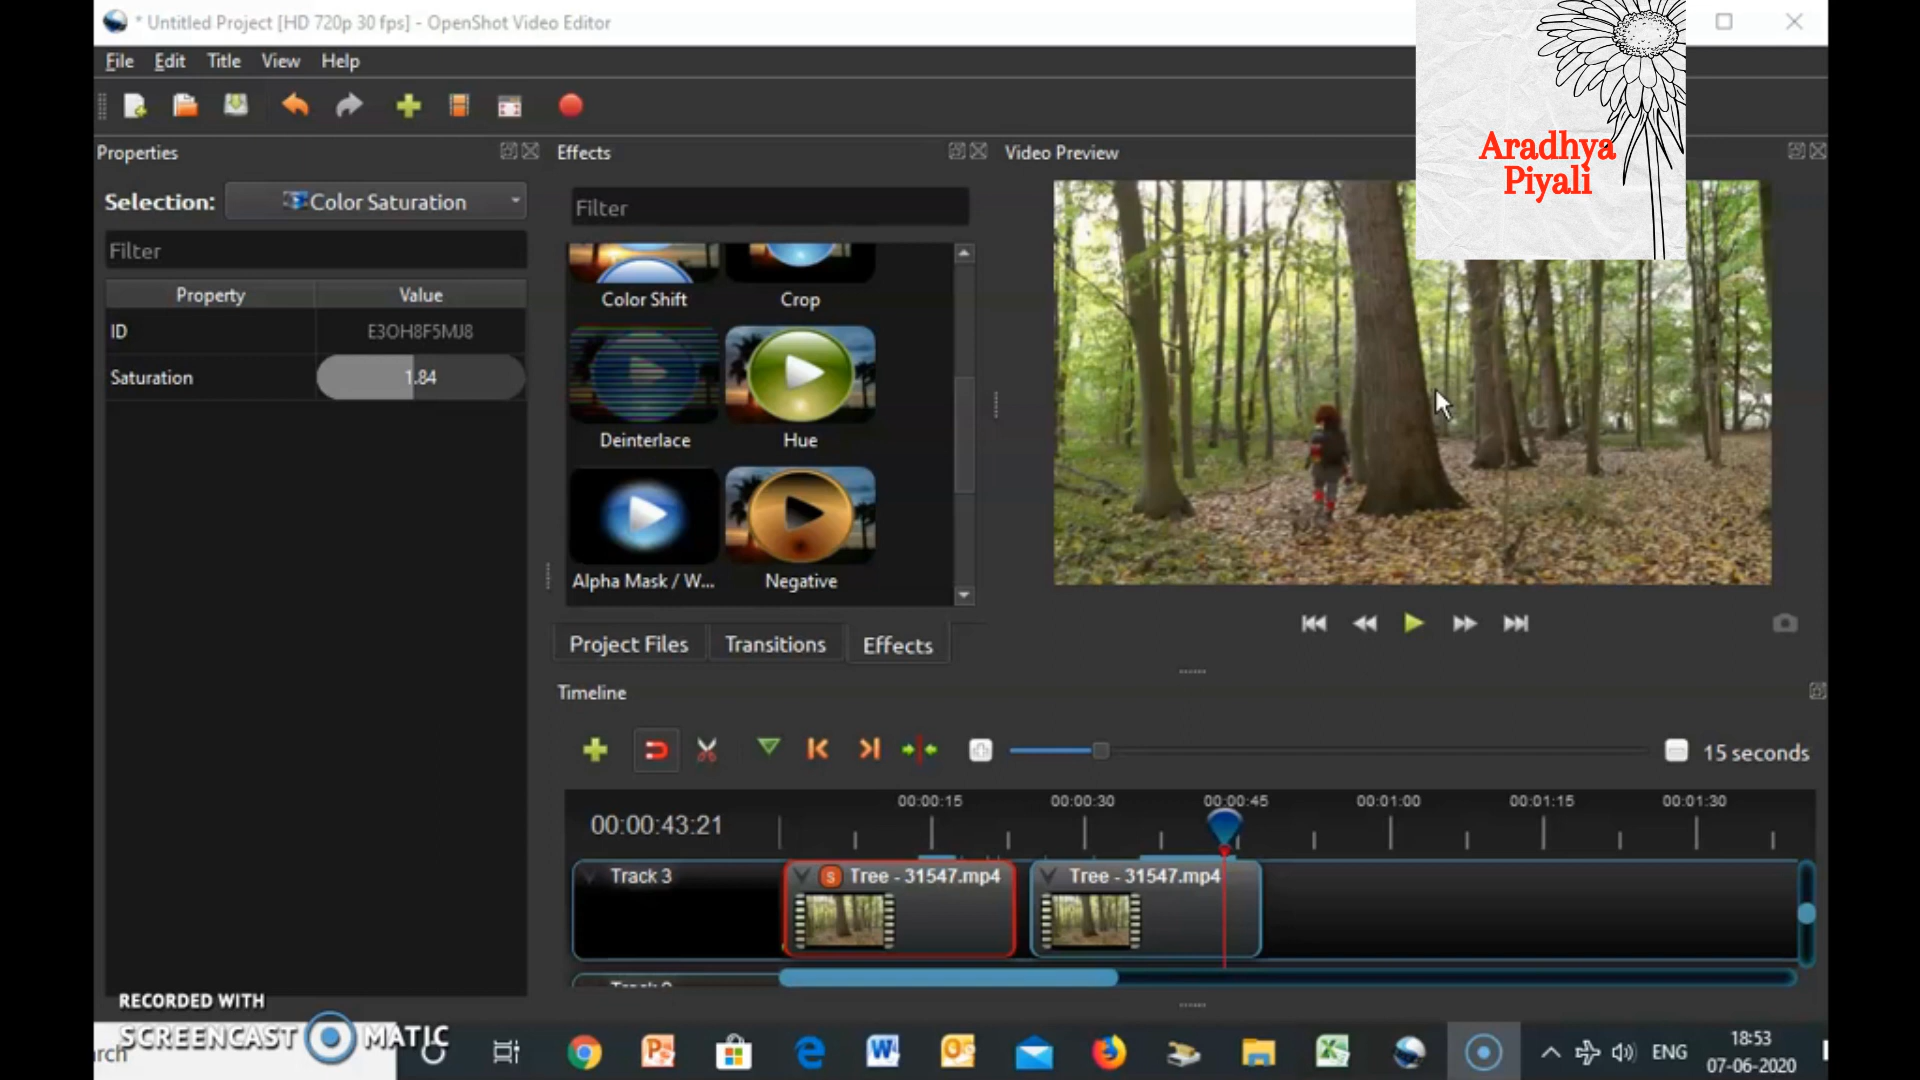 * Untitled Project [HD 720p 30 fps] - OpenShot Video Editor
File Edit Title View Help
Aradhya
Piyali
Properties
Effects
Video Preview
Selection: Color Saturation
Filter
Filter
Property Value
ID E3OH8F5MJ8
Saturation 1.84
Color Shift Crop
Deinterlace Hue
Alpha Mask / W... Negative
Project Files Transitions Effects
Timeline
15 seconds
00:00:43:21
00:00:15 00:00:30 00:00:45 00:01:00 00:01:15 00:01:30
Track 3
S Tree - 31547.mp4
Tree - 31547.mp4
RECORDED WITH
SCREENCAST MATIC
ENG
18:53
07-06-2020